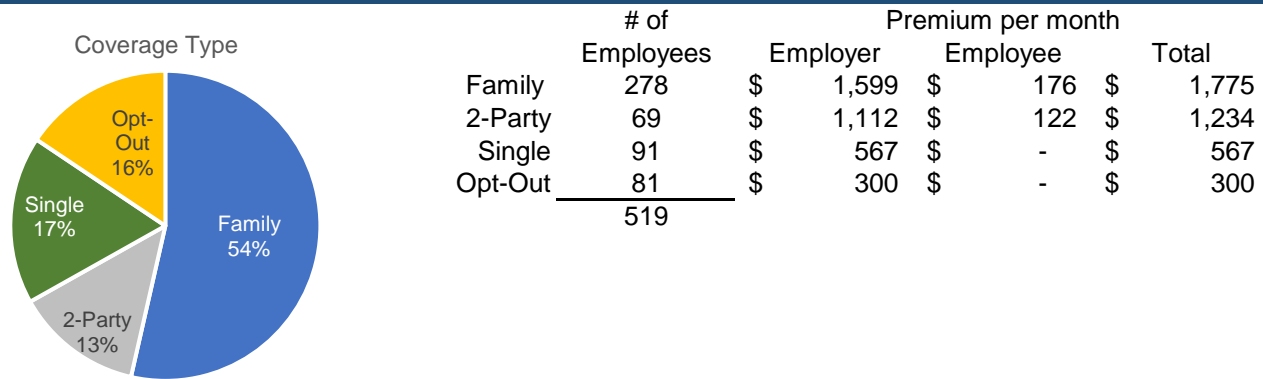 Coverage Type
Opt-
Out
16%
Single
17%
Family
54%
2-Party
13%
# of Premium per month
Employees Employer Employee Total
Family 278 $ 1,599 $ 176 $ 1,775
2-Party 69 $ 1,112 $ 122 $ 1,234
Single 91 $ 567 $ - $ 567
Opt-Out 81 $ 300 $ - $ 300
519